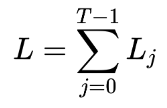 L = \sum_{j=0}^{T-1} L_j